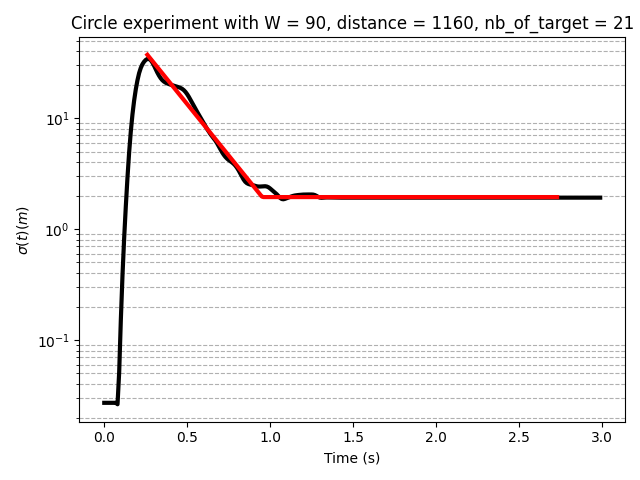 Circle experiment with W = 90, distance = 1160, nb_of_target = 21
σ(t)(m)
10¹
10⁰
10⁻¹
0.0 0.5 1.0 1.5 2.0 2.5 3.0
Time (s)